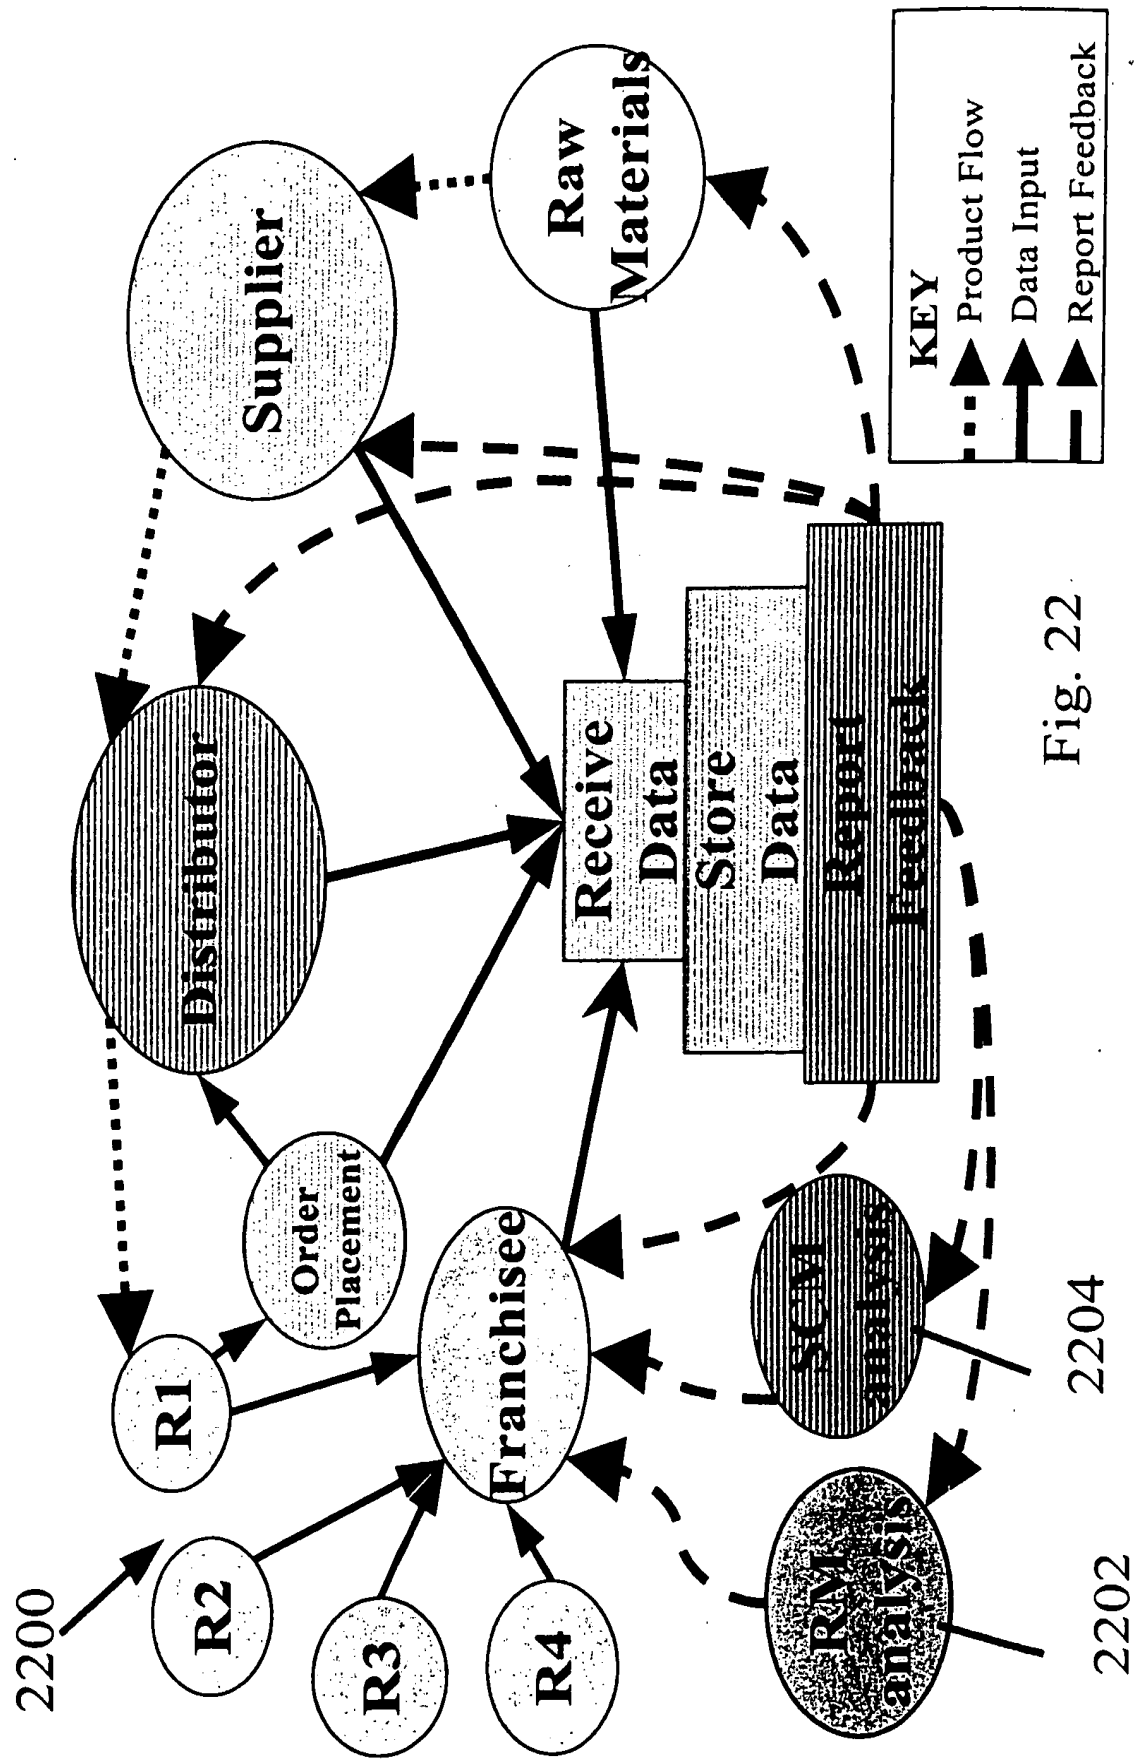 2200
R1
R2
R3
R4
Order
Placement
Distributor
Supplier
Franchisee
Raw
Materials
Receive
Data
Store
Data
Report
Feedback
RM
analysis
SCM
analysis
2202
2204
Fig. 22
KEY
Product Flow
Data Input
Report Feedback